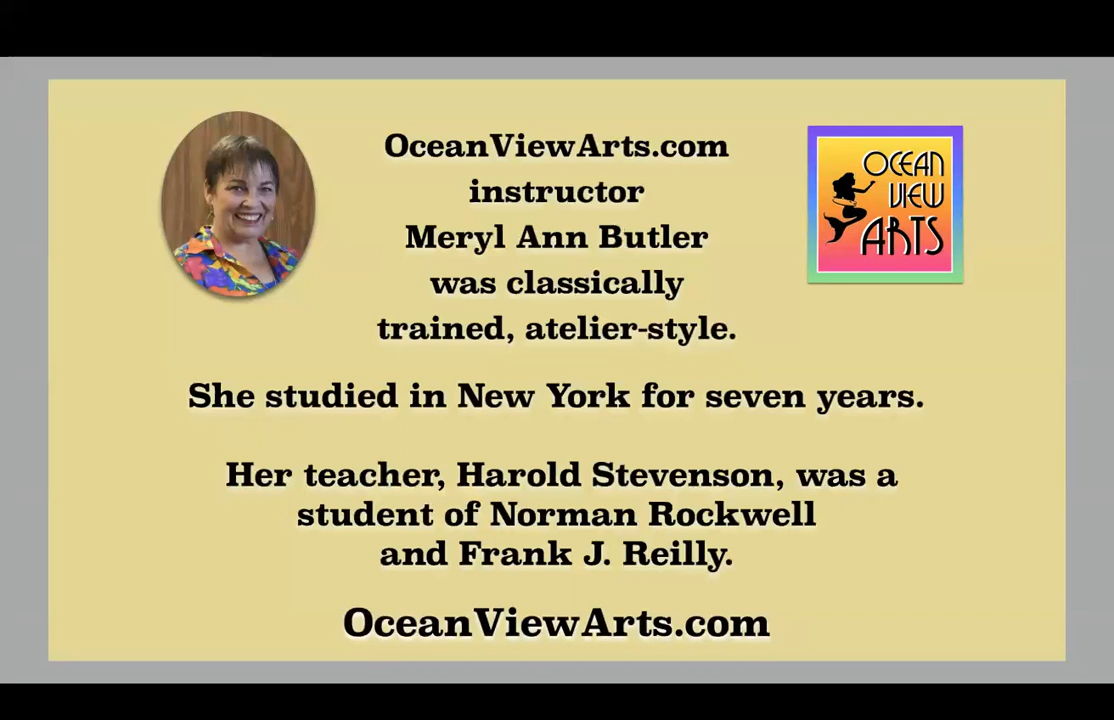 OceanViewArts.com
instructor
Meryl Ann Butler
was classically
trained, atelier-style.
OCEAN
VIEW
ARTS
She studied in New York for seven years.
Her teacher, Harold Stevenson, was a
student of Norman Rockwell
and Frank J. Reilly.
OceanViewArts.com